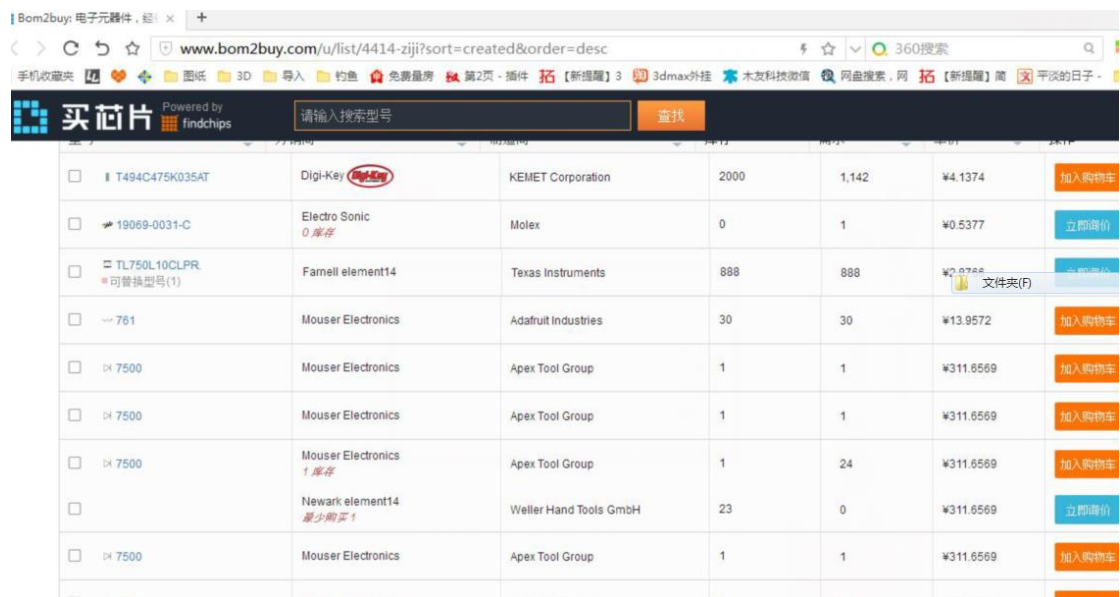 Bom2buy: 电子元器件，经
www.bom2buy.com/u/list/4414-ziji?sort=created&order=desc
360搜索
手机收藏夹 图纸 3D 导入 钓鱼 免费量房 第2页 - 插件 【新提醒】3 3dmax外挂 木友科技微信 网盘搜索，网 【新提醒】简 平淡的日子 -
买芯片 Powered by findchips 请输入搜索型号 查找
T494C475K035AT Digi-Key Digi-Key KEMET Corporation 2000 1,142 ¥4.1374 加入购物车
19069-0031-C Electro Sonic Molex 0 1 ¥0.5377 立即询价
0 库存
TL750L10CLPR, Farnell element14 Texas Instruments 888 888
可替换型号(1)
文件夹(F)
761 Mouser Electronics Adafruit Industries 30 30 ¥13.9572 加入购物车
7500 Mouser Electronics Apex Tool Group 1 1 ¥311.6569 加入购物车
7500 Mouser Electronics Apex Tool Group 1 1 ¥311.6569 加入购物车
7500 Mouser Electronics Apex Tool Group 1 24 ¥311.6569 加入购物车
1 库存
Newark element14 Weller Hand Tools GmbH 23 0 ¥311.6569 立即询价
最少购买 1
7500 Mouser Electronics Apex Tool Group 1 1 ¥311.6569 加入购物车